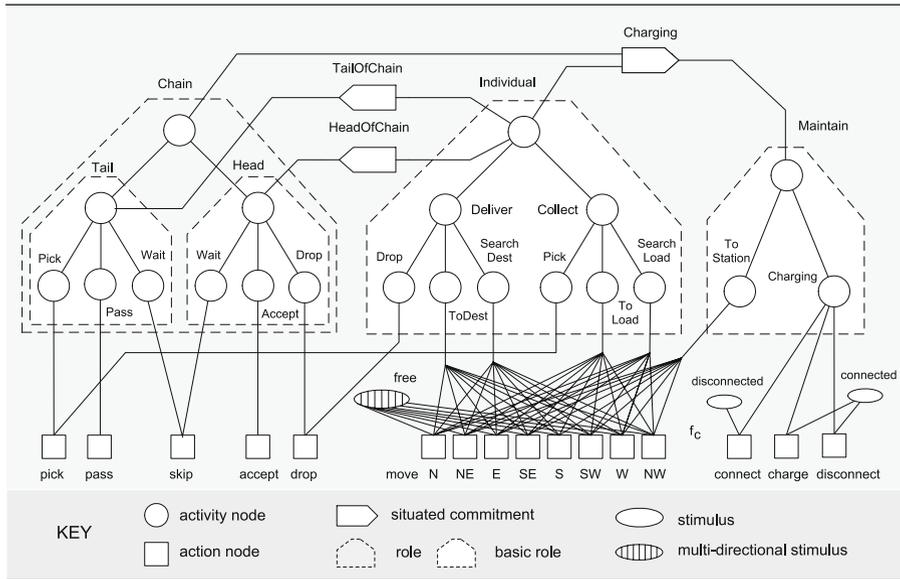 Charging
TailOfChain
Individual
Chain
HeadOfChain
Maintain
Tail
Head
Deliver
Collect
Pick
Wait
Wait
Drop
Drop
Search
Dest
Pick
Search
Load
To
Station
Charging
Pass
Accept
ToDest
To
Load
free
disconnected
connected
fc
pick
pass
skip
accept
drop
move
N
NE
E
SE
S
SW
W
NW
connect
charge
disconnect
KEY
activity node
situated commitment
stimulus
action node
role
basic role
multi-directional stimulus